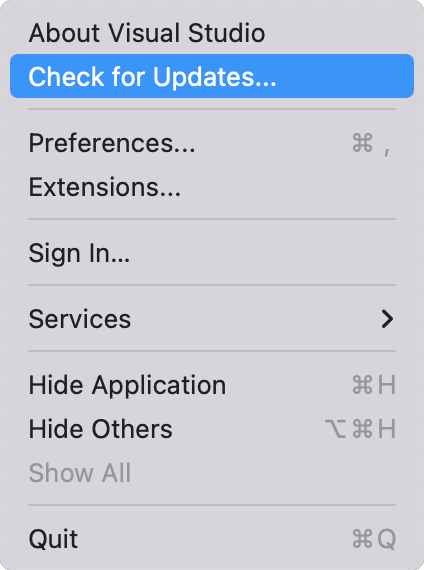 About Visual Studio
Check for Updates...
Preferences... ⌘ ,
Extensions...
Sign In...
Services
Hide Application ⌘H
Hide Others ⌥⌘H
Show All
Quit ⌘Q